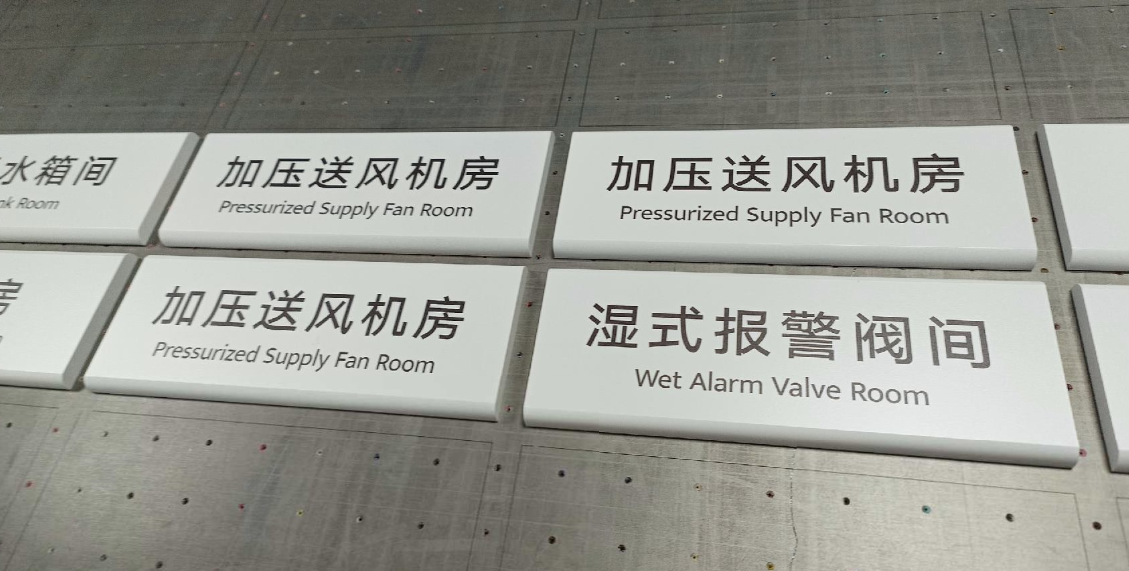 水箱间
Room
加压送风机房
Pressurized Supply Fan Room
加压送风机房
Pressurized Supply Fan Room
房
加压送风机房
Pressurized Supply Fan Room
湿式报警阀间
Wet Alarm Valve Room